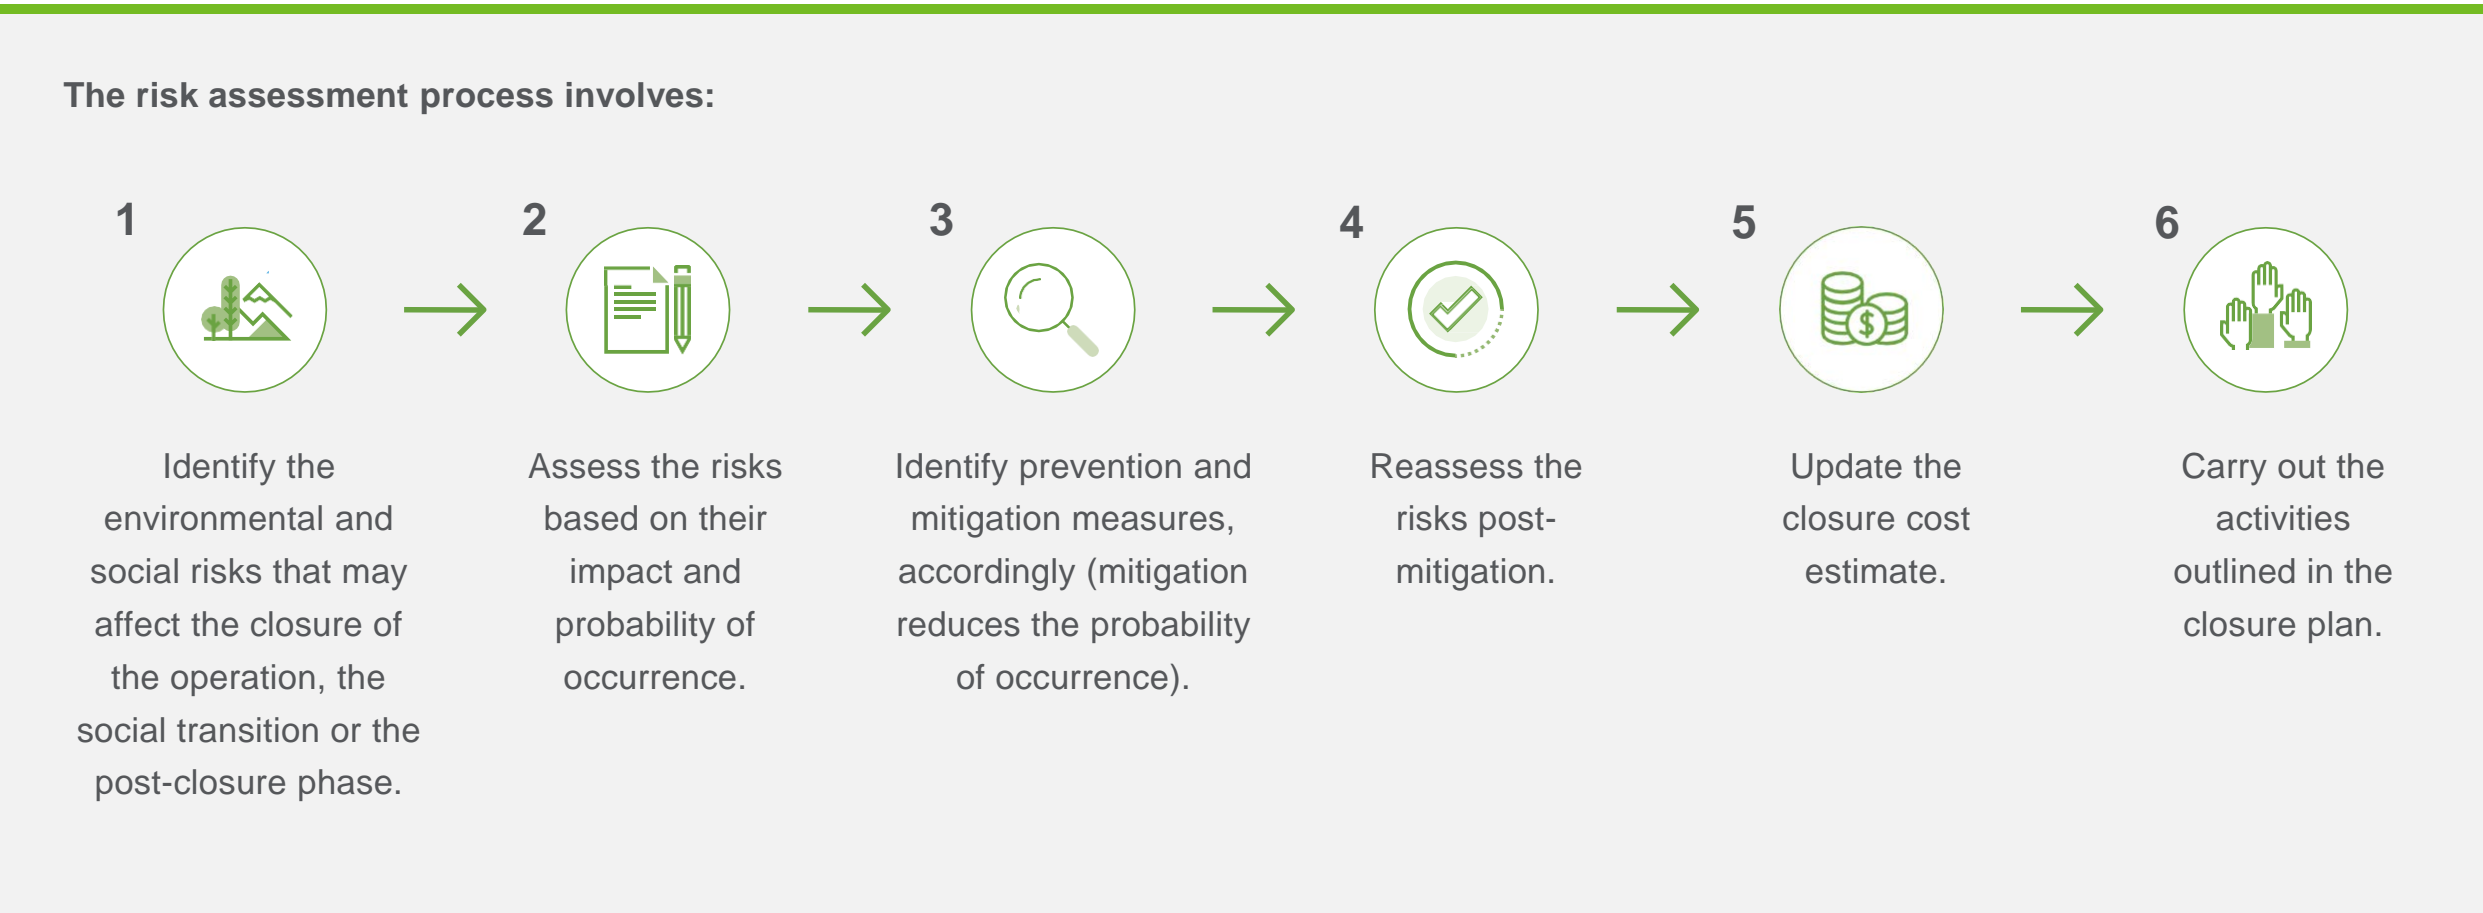 The risk assessment process involves:
1
Identify the
environmental and
social risks that may
affect the closure of
the operation, the
social transition or the
post-closure phase.
2
Assess the risks
based on their
impact and
probability of
occurrence.
3
Identify prevention and
mitigation measures,
accordingly (mitigation
reduces the probability
of occurrence).
4
Reassess the
risks post-
mitigation.
5
$
Update the
closure cost
estimate.
6
Carry out the
activities
outlined in the
closure plan.